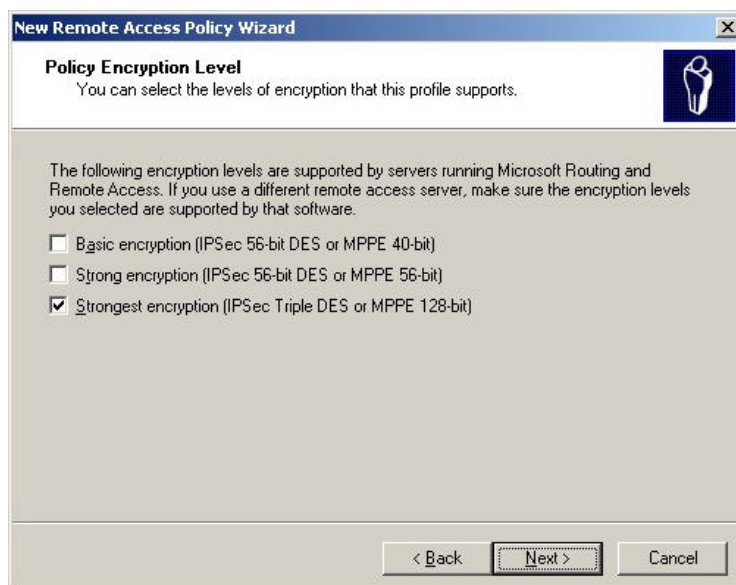 New Remote Access Policy Wizard
Policy Encryption Level
You can select the levels of encryption that this profile supports.
The following encryption levels are supported by servers running Microsoft Routing and
Remote Access. If you use a different remote access server, make sure the encryption levels
you selected are supported by that software.
Basic encryption (IPSec 56-bit DES or MPPE 40-bit)
Strong encryption (IPSec 56-bit DES or MPPE 56-bit)
Strongest encryption (IPSec Triple DES or MPPE 128-bit)
< Back
Next >
Cancel